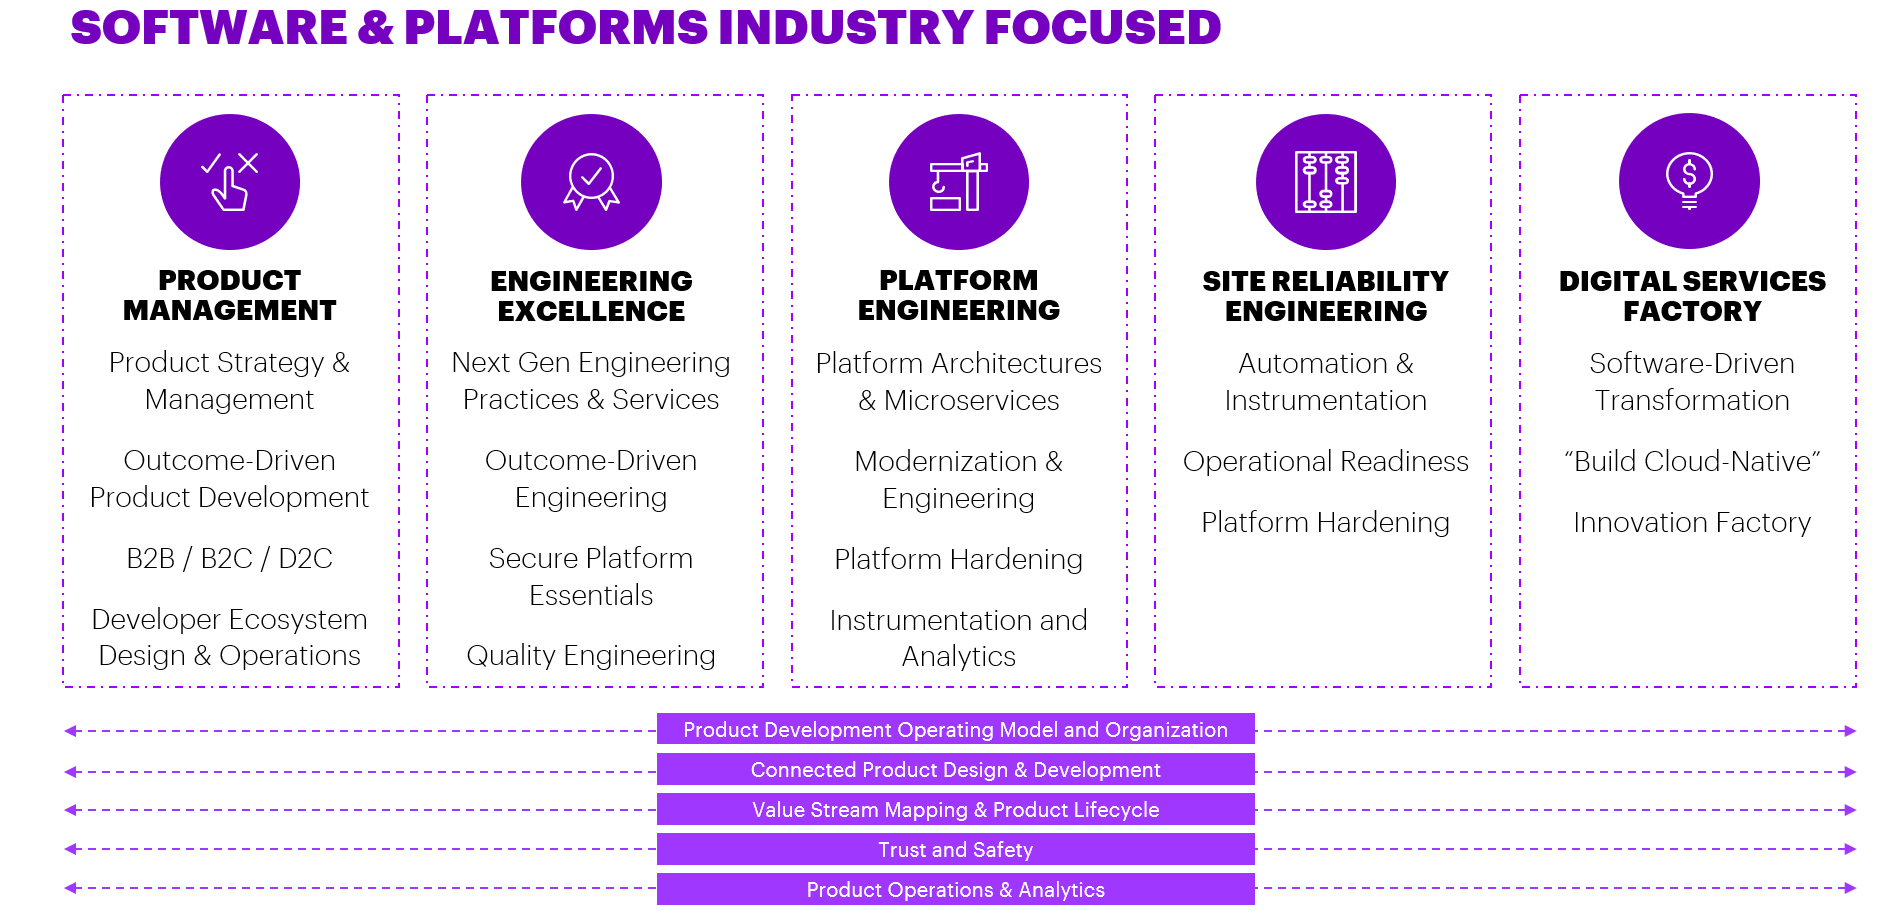 SOFTWARE & PLATFORMS INDUSTRY FOCUSED
PRODUCT
MANAGEMENT
Product Strategy &
Management
Outcome-Driven
Product Development
B2B / B2C / D2C
Developer Ecosystem
Design & Operations
ENGINEERING
EXCELLENCE
Next Gen Engineering
Practices & Services
Outcome-Driven
Engineering
Secure Platform
Essentials
Quality Engineering
PLATFORM
ENGINEERING
Platform Architectures
& Microservices
Modernization &
Engineering
Platform Hardening
Instrumentation and
Analytics
SITE RELIABILITY
ENGINEERING
Automation &
Instrumentation
Operational Readiness
Platform Hardening
DIGITAL SERVICES
FACTORY
Software-Driven
Transformation
“Build Cloud-Native”
Innovation Factory
Product Development Operating Model and Organization
Connected Product Design & Development
Value Stream Mapping & Product Lifecycle
Trust and Safety
Product Operations & Analytics